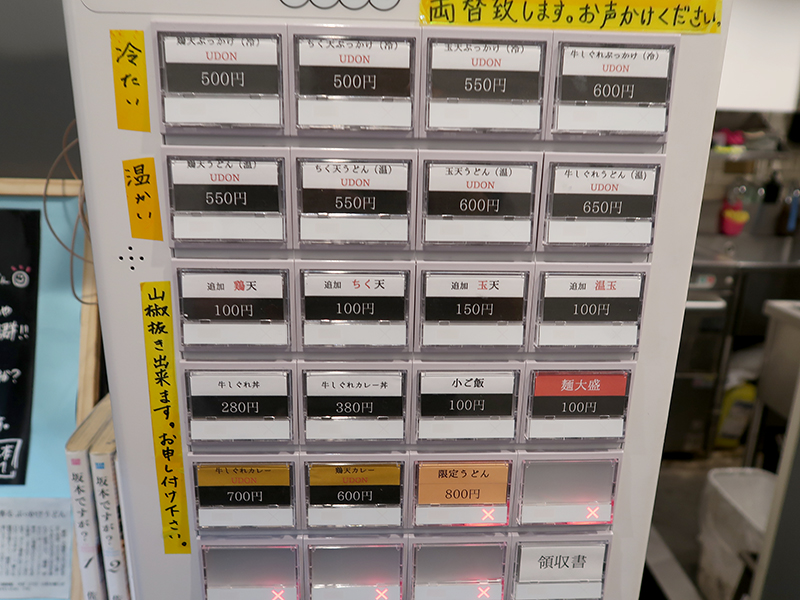 両替致します。お声かけください。
冷たい
鶏天ぶっかけ（冷）
UDON
500円
ちく天ぶっかけ（冷）
UDON
500円
玉天ぶっかけ（冷）
UDON
550円
牛しぐれぶっかけ（冷）
UDON
600円
温かい
鶏天うどん（温）
UDON
550円
ちく天うどん（温）
UDON
550円
玉天うどん（温）
UDON
600円
牛しぐれうどん（温）
UDON
650円
山椒抜き出来ます。お申し付け下さい。
追加 鶏天
100円
追加 ちく天
100円
追加 玉天
150円
追加 温玉
100円
牛しぐれ丼
280円
牛しぐれカレー丼
380円
小ご飯
100円
麺大盛
100円
牛しぐれカレー
UDON
700円
鶏天カレー
UDON
600円
限定うどん
800円
領収書
坂本ですが？ 1
坂本ですが？ 2